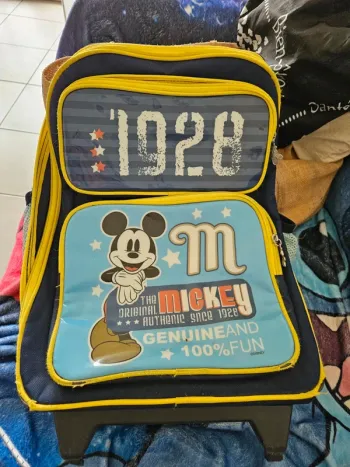 1928
M
THE
ORIGINAL
MICKEY
AUTHENTIC SINCE 1928
GENUINE AND
100% FUN